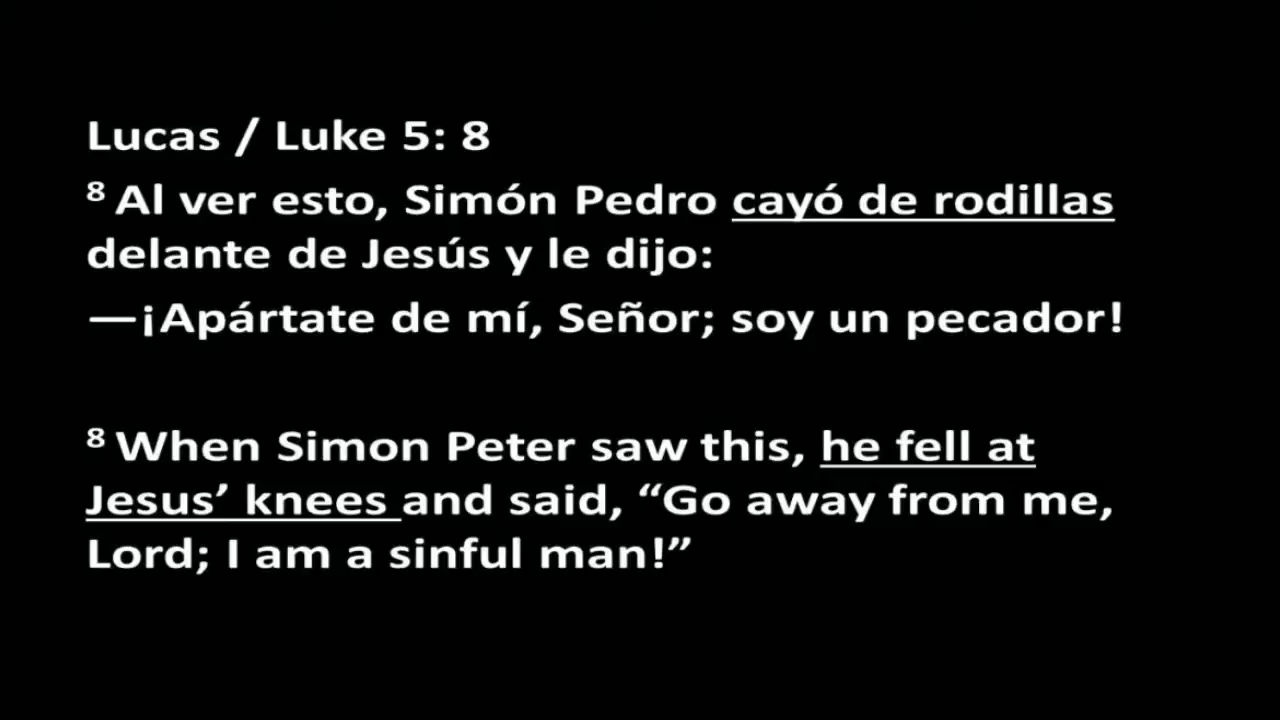 Lucas / Luke 5: 8
⁸ Al ver esto, Simón Pedro cayó de rodillas
delante de Jesús y le dijo:
—¡Apártate de mí, Señor; soy un pecador!
⁸ When Simon Peter saw this, he fell at
Jesus’ knees and said, “Go away from me,
Lord; I am a sinful man!”